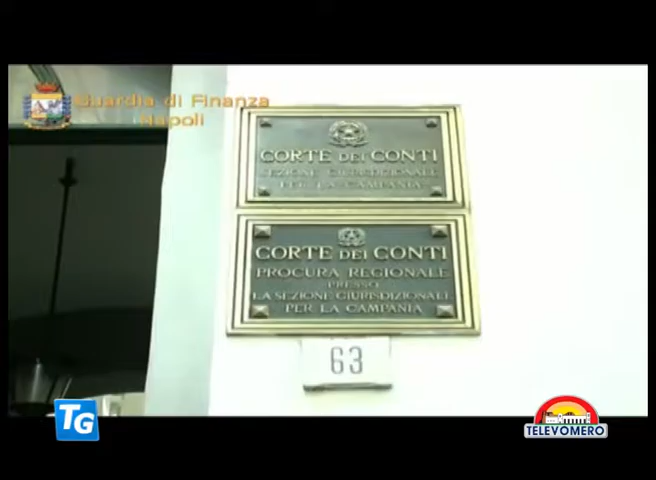 Guardia di Finanza
Napoli
CORTE DEI CONTI
SEZIONE GIURISDIZIONALE
PER LA CAMPANIA
CORTE DEI CONTI
PROCURA REGIONALE
PRESSO
LA SEZIONE GIURISDIZIONALE
PER LA CAMPANIA
63
TG
TELEVOMERO